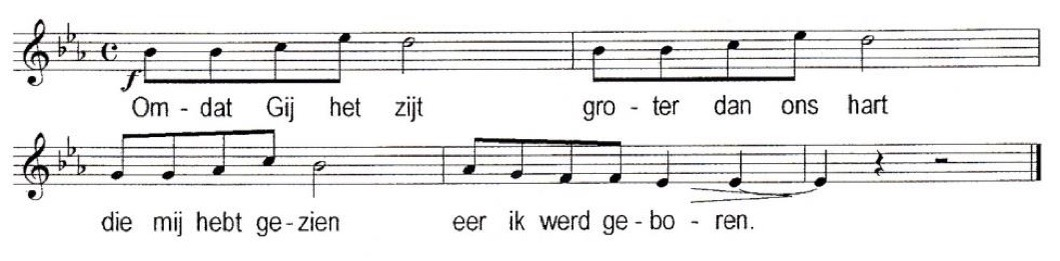 f
Om - dat Gij het zijt gro - ter dan ons hart
die mij hebt ge - zien eer ik werd ge - bo - ren.